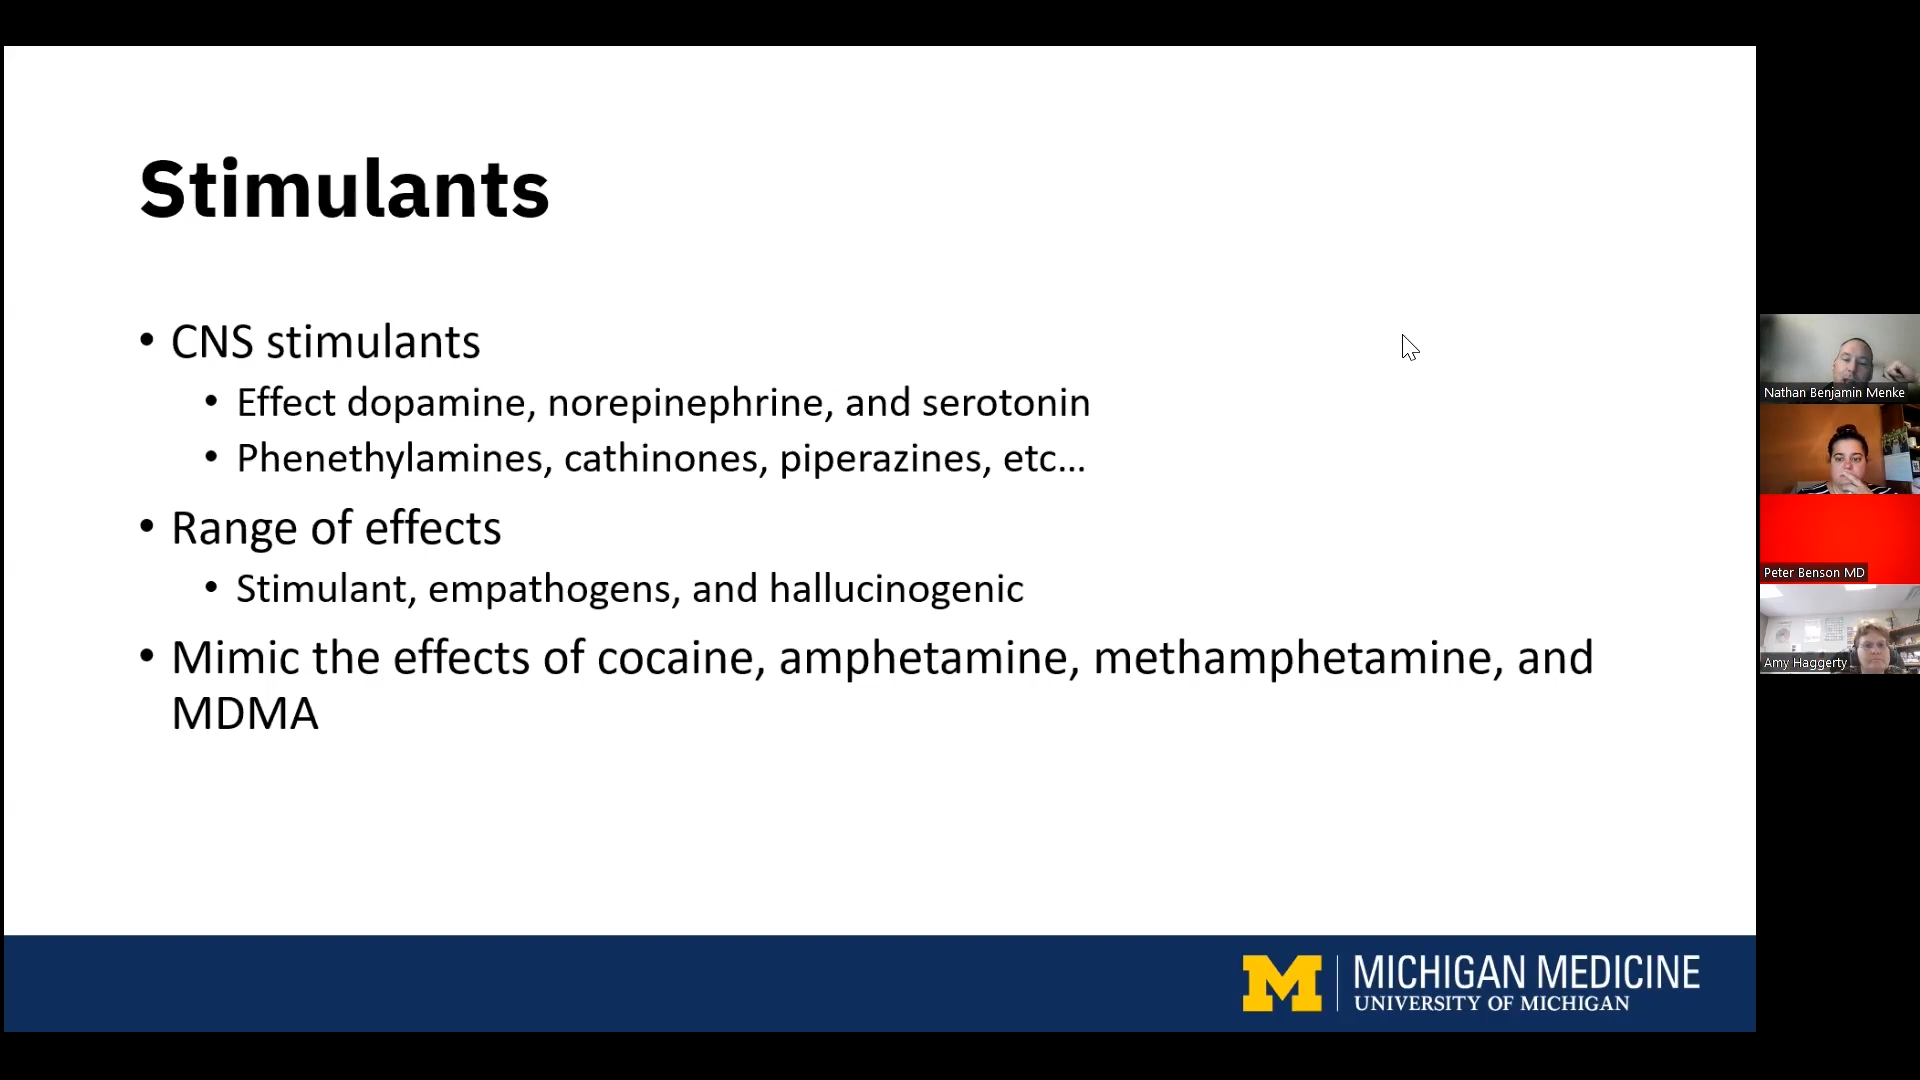 Stimulants
• CNS stimulants
• Effect dopamine, norepinephrine, and serotonin
• Phenethylamines, cathinones, piperazines, etc...
• Range of effects
• Stimulant, empathogens, and hallucinogenic
• Mimic the effects of cocaine, amphetamine, methamphetamine, and
MDMA
M | MICHIGAN MEDICINE
UNIVERSITY OF MICHIGAN
Nathan Benjamin Menke
Peter Benson MD
Amy Haggerty